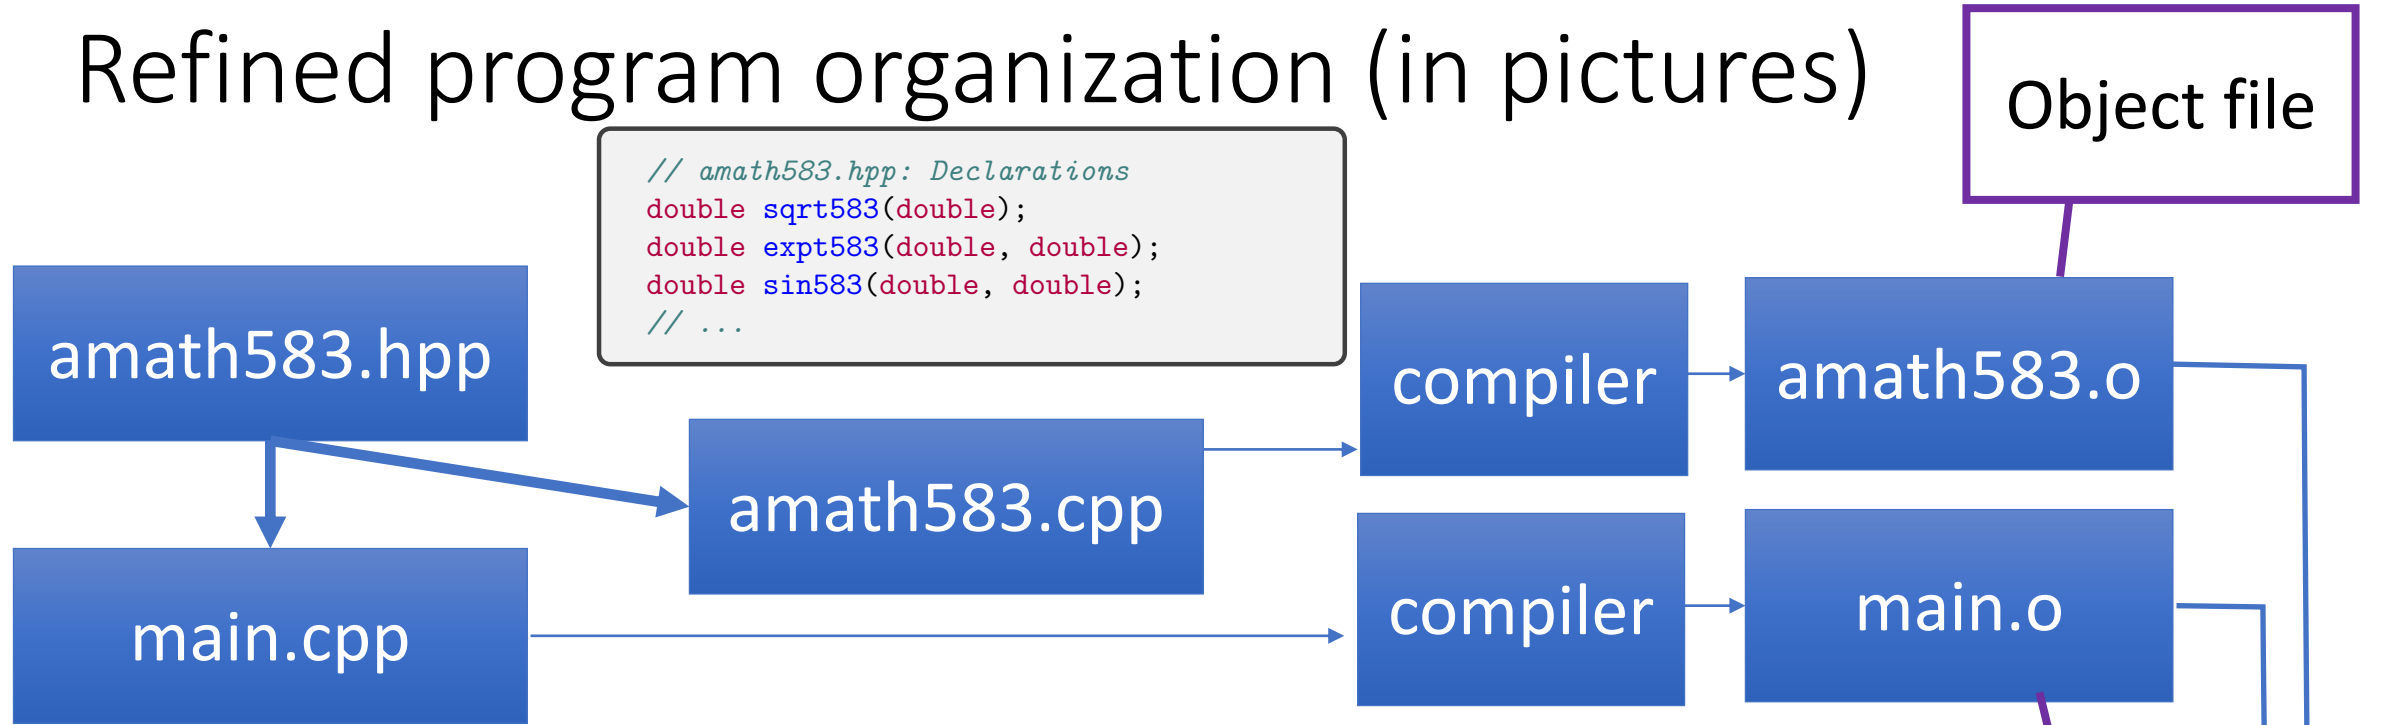 Refined program organization (in pictures)
Object file
// amath583.hpp: Declarations
double sqrt583(double);
double expt583(double, double);
double sin583(double, double);
// ...
amath583.hpp
compiler
amath583.o
amath583.cpp
main.cpp
compiler
main.o